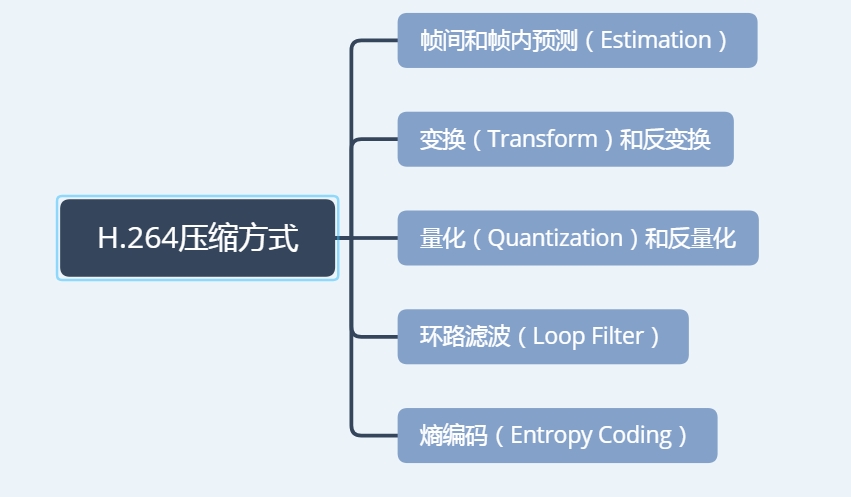 H.264压缩方式
帧间和帧内预测（Estimation）
变换（Transform）和反变换
量化（Quantization）和反量化
环路滤波（Loop Filter）
熵编码（Entropy Coding）